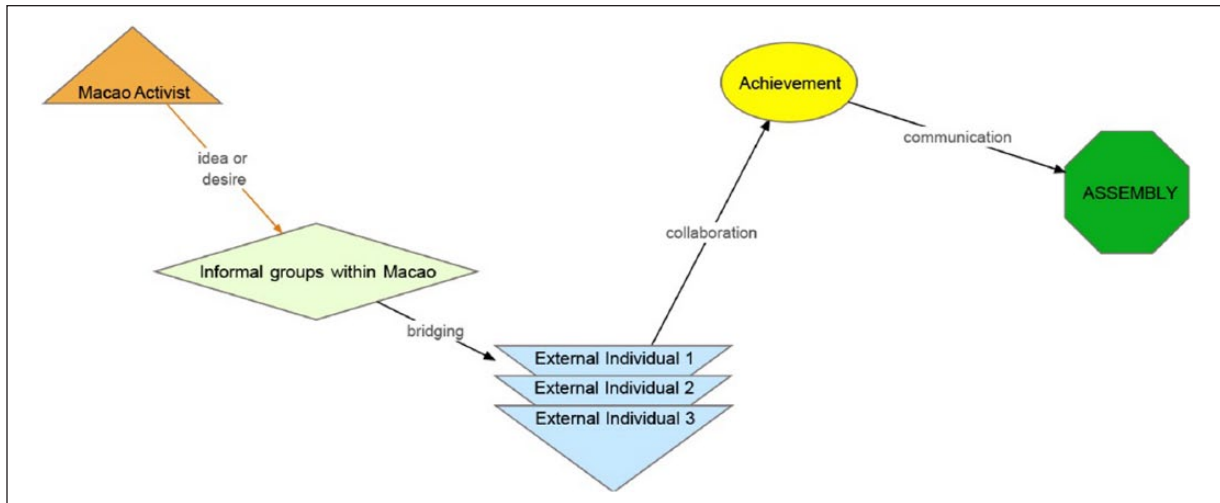 Macao Activist
idea or
desire
Informal groups within Macao
bridging
External Individual 1
External Individual 2
External Individual 3
collaboration
Achievement
communication
ASSEMBLY